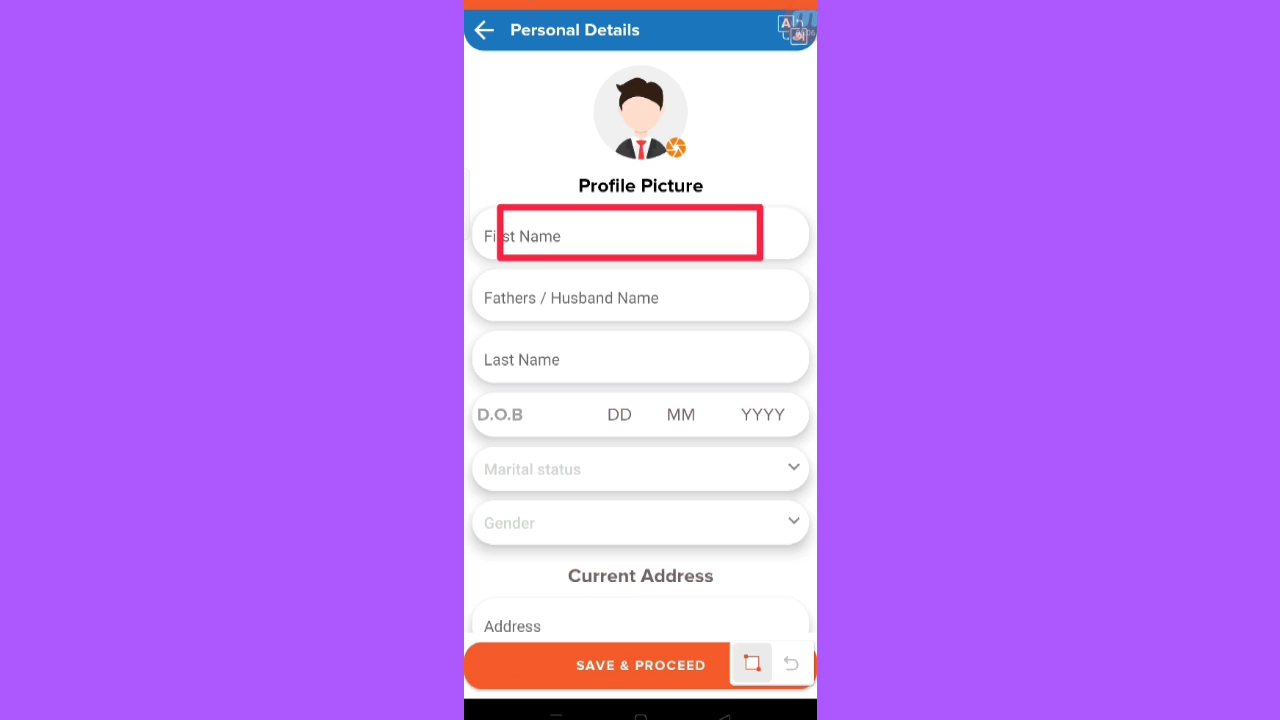 Personal Details
Profile Picture
First Name
Fathers / Husband Name
Last Name
D.O.B DD MM YYYY
Marital status
Gender
Current Address
Address
SAVE & PROCEED